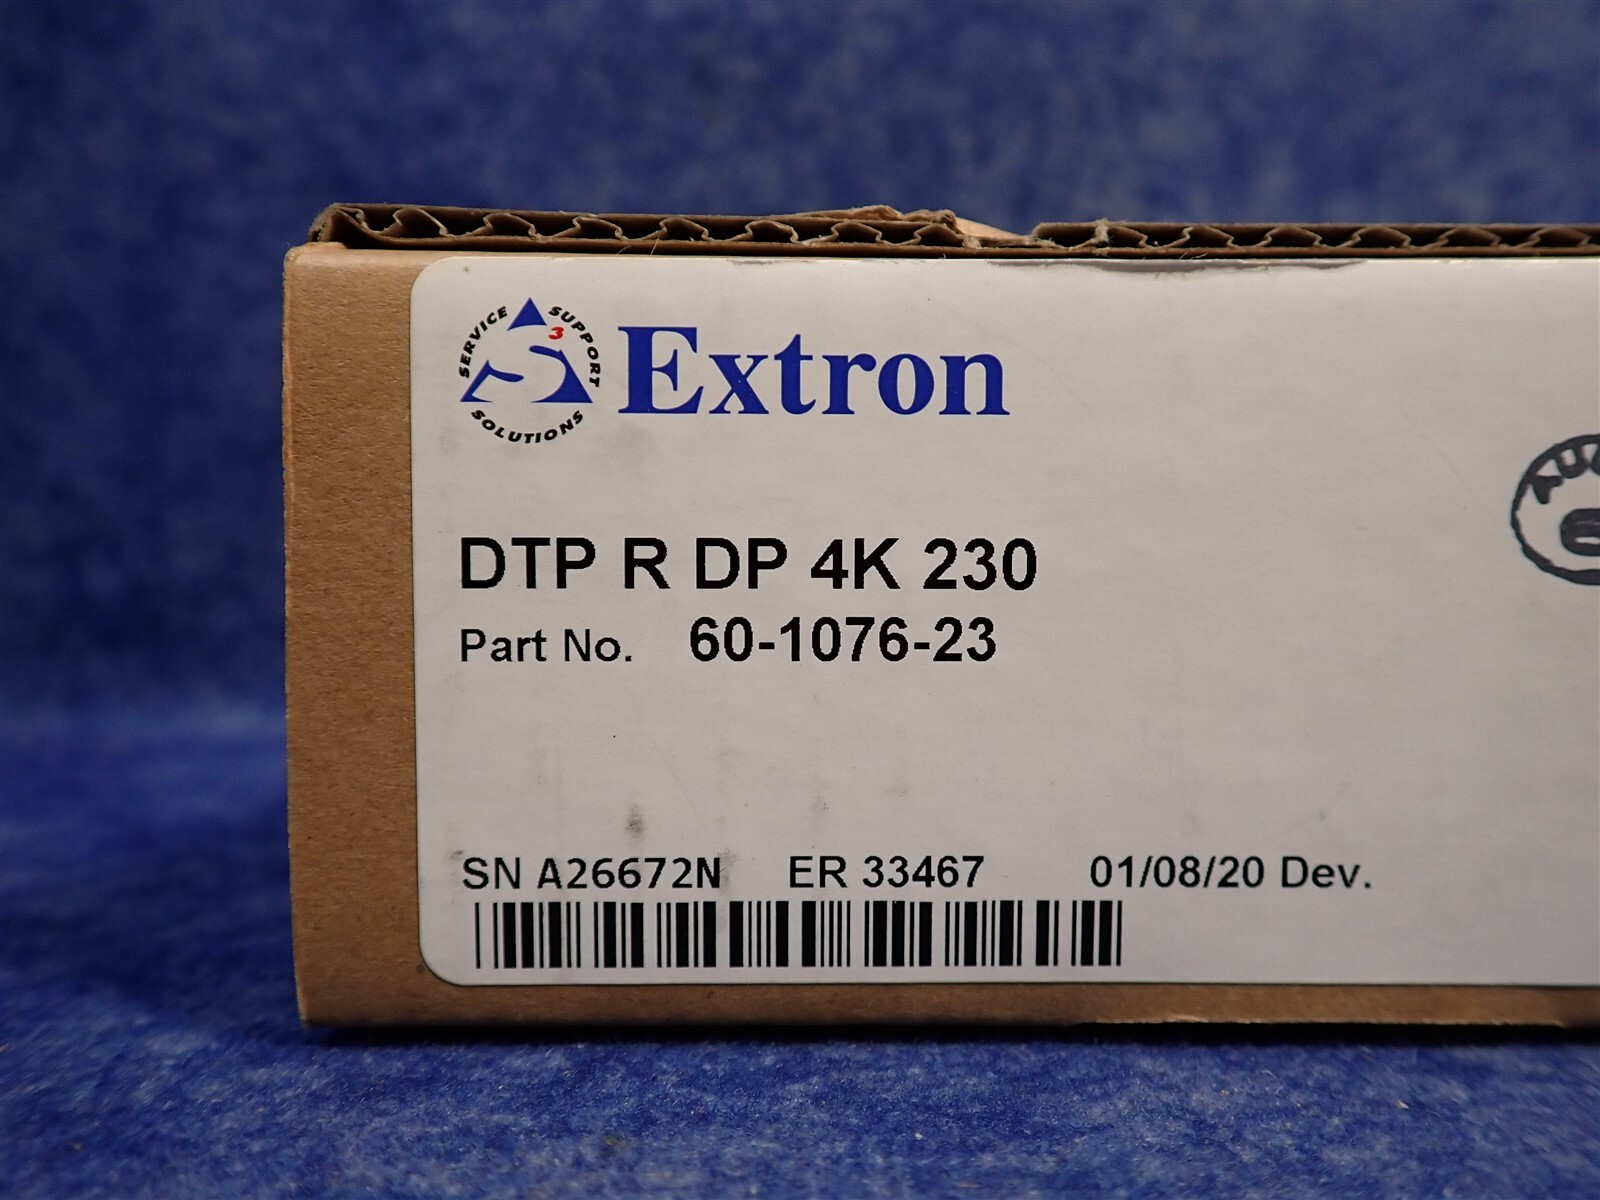 SERVICE SUPPORT SOLUTIONS
S3
Extron
DTP R DP 4K 230
Part No. 60-1076-23
SN A26672N ER 33467 01/08/20 Dev.